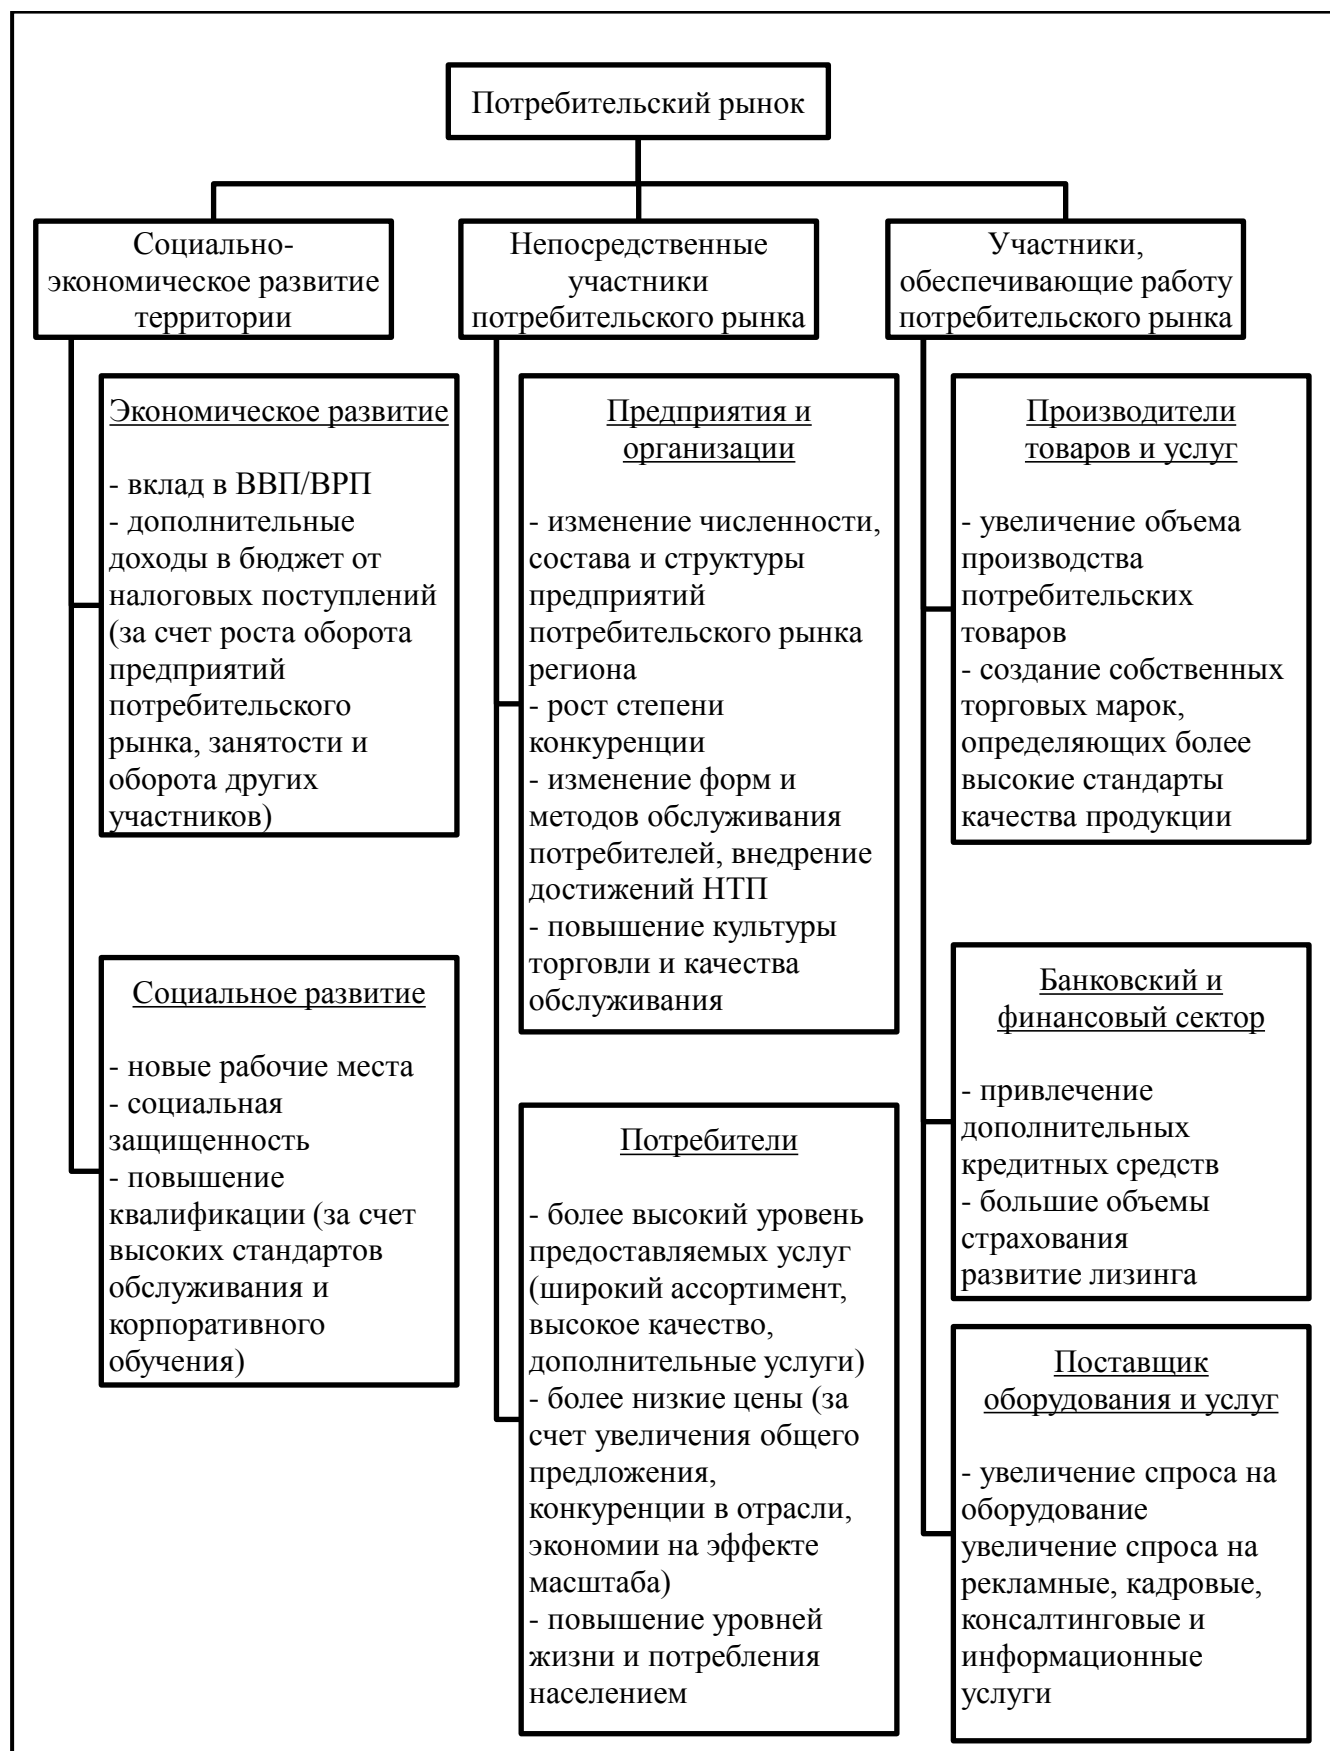 Потребительский рынок
Социально-
экономическое развитие
территории
Экономическое развитие
- вклад в ВВП/ВРП
- дополнительные
доходы в бюджет от
налоговых поступлений
(за счет роста оборота
предприятий
потребительского
рынка, занятости и
оборота других
участников)
Социальное развитие
- новые рабочие места
- социальная
защищенность
- повышение
квалификации (за счет
высоких стандартов
обслуживания и
корпоративного
обучения)
Непосредственные
участники
потребительского рынка
Предприятия и
организации
- изменение численности,
состава и структуры
предприятий
потребительского рынка
региона
- рост степени
конкуренции
- изменение форм и
методов обслуживания
потребителей, внедрение
достижений НТП
- повышение культуры
торговли и качества
обслуживания
Потребители
- более высокий уровень
предоставляемых услуг
(широкий ассортимент,
высокое качество,
дополнительные услуги)
- более низкие цены (за
счет увеличения общего
предложения,
конкуренции в отрасли,
экономии на эффекте
масштаба)
- повышение уровней
жизни и потребления
населением
Участники,
обеспечивающие работу
потребительского рынка
Производители
товаров и услуг
- увеличение объема
производства
потребительских
товаров
- создание собственных
торговых марок,
определяющих более
высокие стандарты
качества продукции
Банковский и
финансовый сектор
- привлечение
дополнительных
кредитных средств
- большие объемы
страхования
развитие лизинга
Поставщик
оборудования и услуг
- увеличение спроса на
оборудование
увеличение спроса на
рекламные, кадровые,
консалтинговые и
информационные
услуги